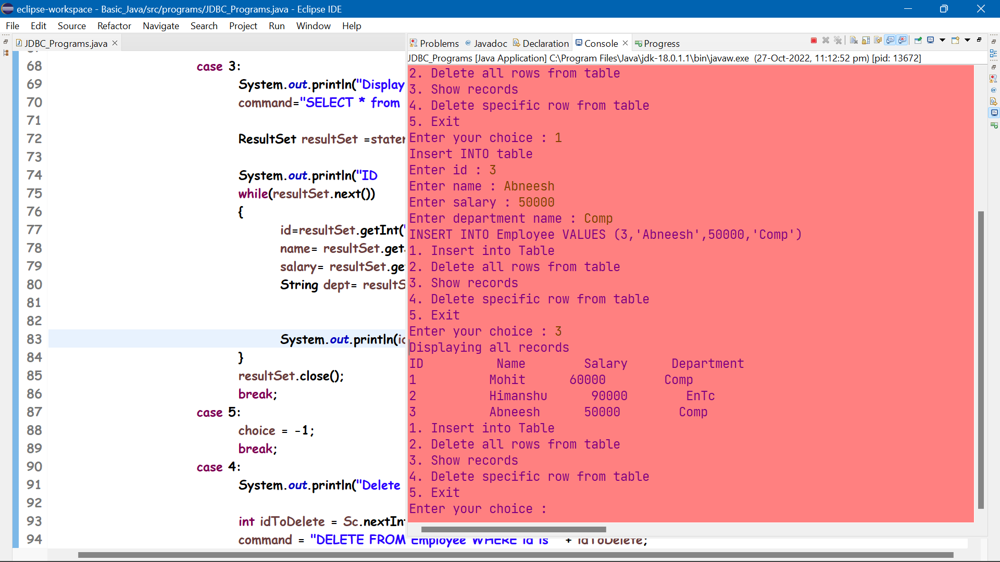 eclipse-workspace - Basic_Java/src/programs/JDBC_Programs.java - Eclipse IDE
File Edit Source Refactor Navigate Search Project Run Window Help
JDBC_Programs.java
68 case 3:
69 System.out.println("Display
70 command="SELECT * from
71
72 ResultSet resultSet =stater
73
74 System.out.println("ID
75 while(resultSet.next())
76 {
77 id=resultSet.getInt("
78 name= resultSet.get
79 salary= resultSet.ge
80 String dept= resultS
81
82
83 System.out.println(id
84 }
85 resultSet.close();
86 break;
87 case 5:
88 choice = -1;
89 break;
90 case 4:
91 System.out.println("Delete
92
93 int idToDelete = Sc.nextIn
94 command = "DELETE FROM Employee WHERE id is " + idToDelete;
Problems Javadoc Declaration Console Progress
JDBC_Programs [Java Application] C:\Program Files\Java\jdk-18.0.1.1\bin\javaw.exe (27-Oct-2022, 11:12:52 pm) [pid: 13672]
2. Delete all rows from table
3. Show records
4. Delete specific row from table
5. Exit
Enter your choice : 1
Insert INTO table
Enter id : 3
Enter name : Abneesh
Enter salary : 50000
Enter department name : Comp
INSERT INTO Employee VALUES (3,'Abneesh',50000,'Comp')
1. Insert into Table
2. Delete all rows from table
3. Show records
4. Delete specific row from table
5. Exit
Enter your choice : 3
Displaying all records
ID Name Salary Department
1 Mohit 60000 Comp
2 Himanshu 90000 EnTc
3 Abneesh 50000 Comp
1. Insert into Table
2. Delete all rows from table
3. Show records
4. Delete specific row from table
5. Exit
Enter your choice :